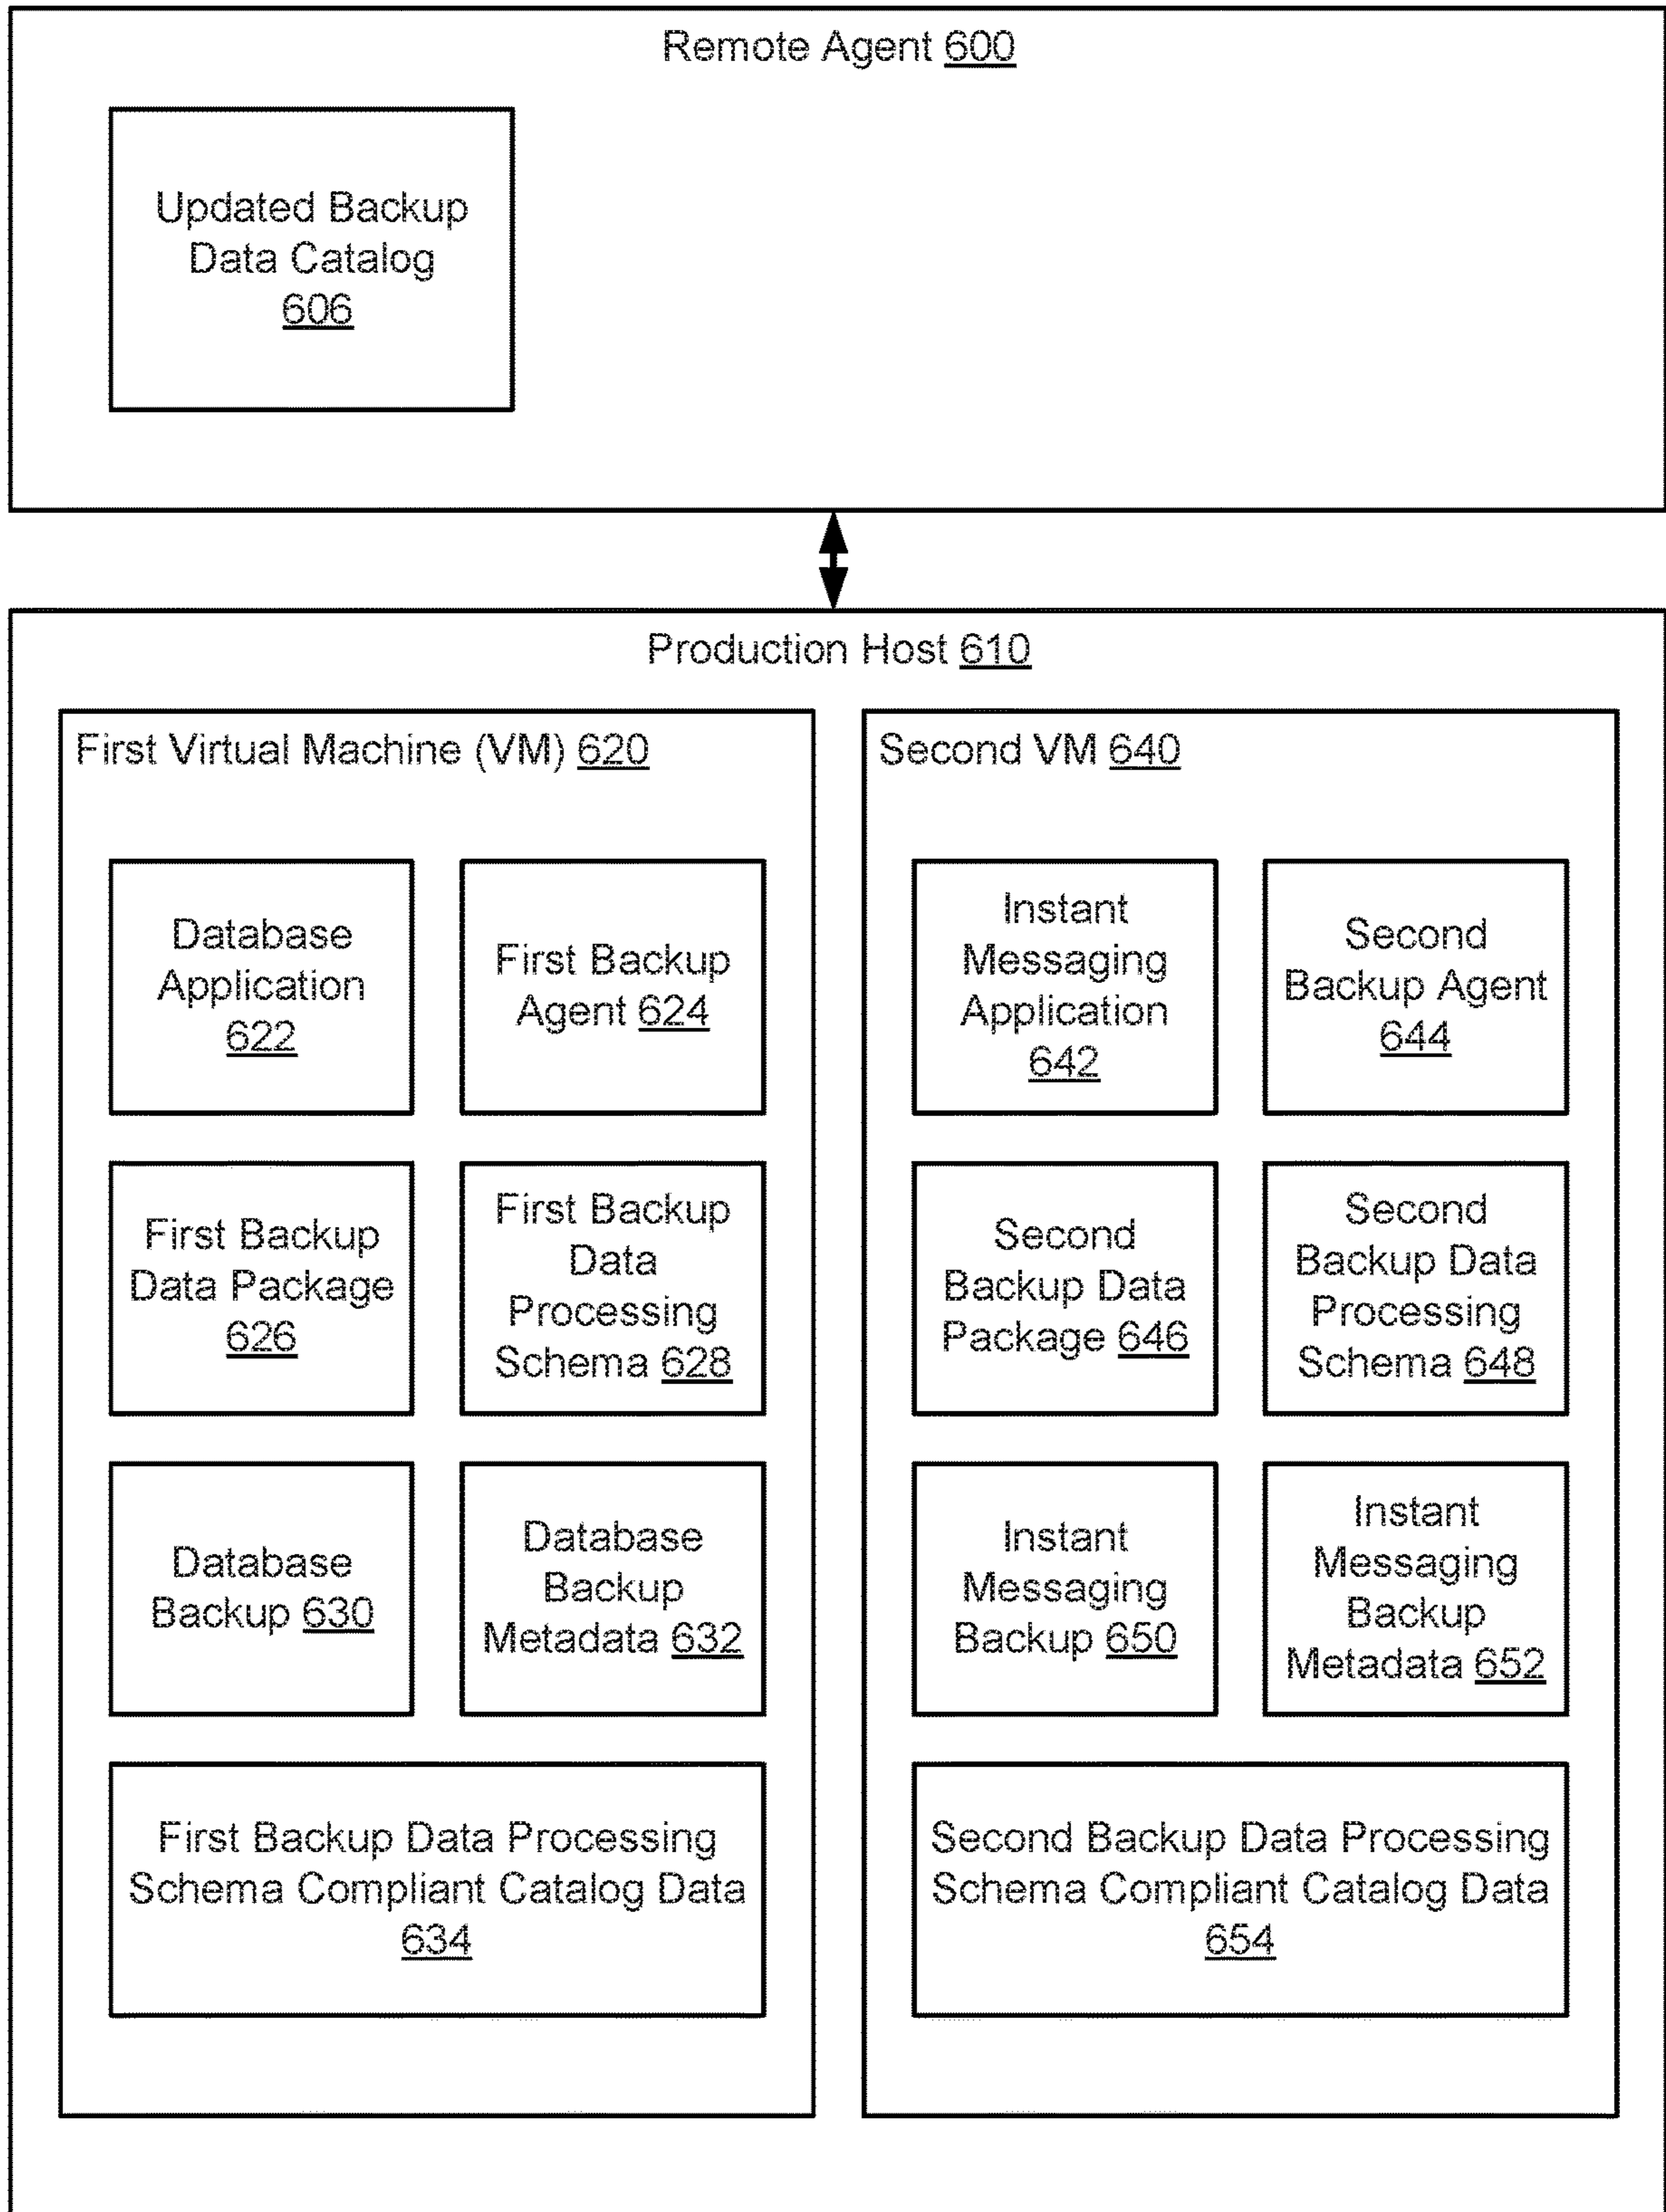 Remote Agent 600
Updated Backup
Data Catalog
606
Production Host 610
First Virtual Machine (VM) 620
Database
Application
622
First Backup
Agent 624
First Backup
Data Package
626
First Backup
Data
Processing
Schema 628
Database
Backup 630
Database
Backup
Metadata 632
First Backup Data Processing
Schema Compliant Catalog Data
634
Second VM 640
Instant
Messaging
Application
642
Second
Backup Agent
644
Second
Backup Data
Package 646
Second
Backup Data
Processing
Schema 648
Instant
Messaging
Backup 650
Instant
Messaging
Backup
Metadata 652
Second Backup Data Processing
Schema Compliant Catalog Data
654